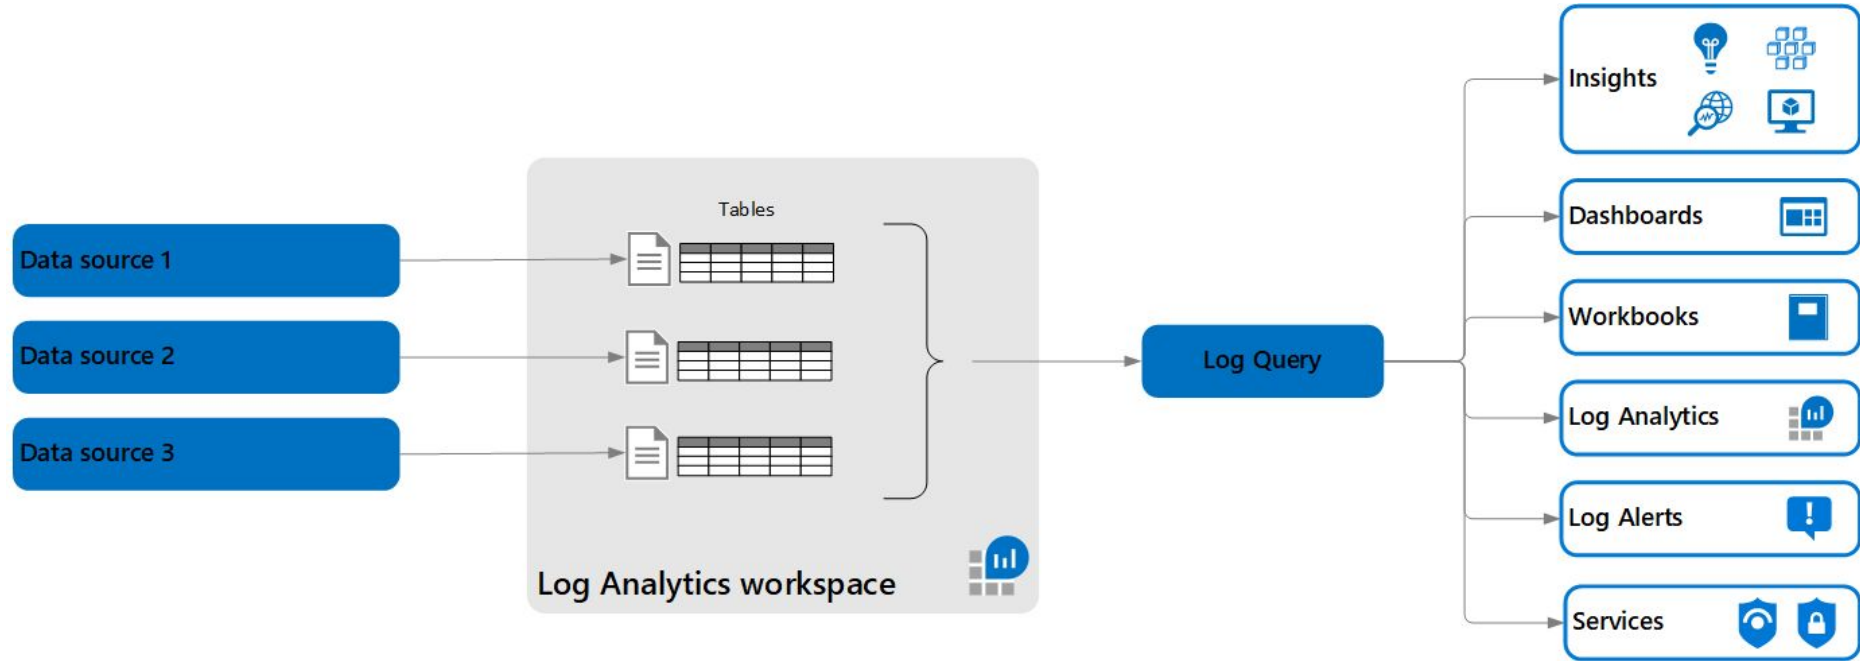 Data source 1
Data source 2
Data source 3
Tables
Log Analytics workspace
Log Query
Insights
Dashboards
Workbooks
Log Analytics
Log Alerts
Services